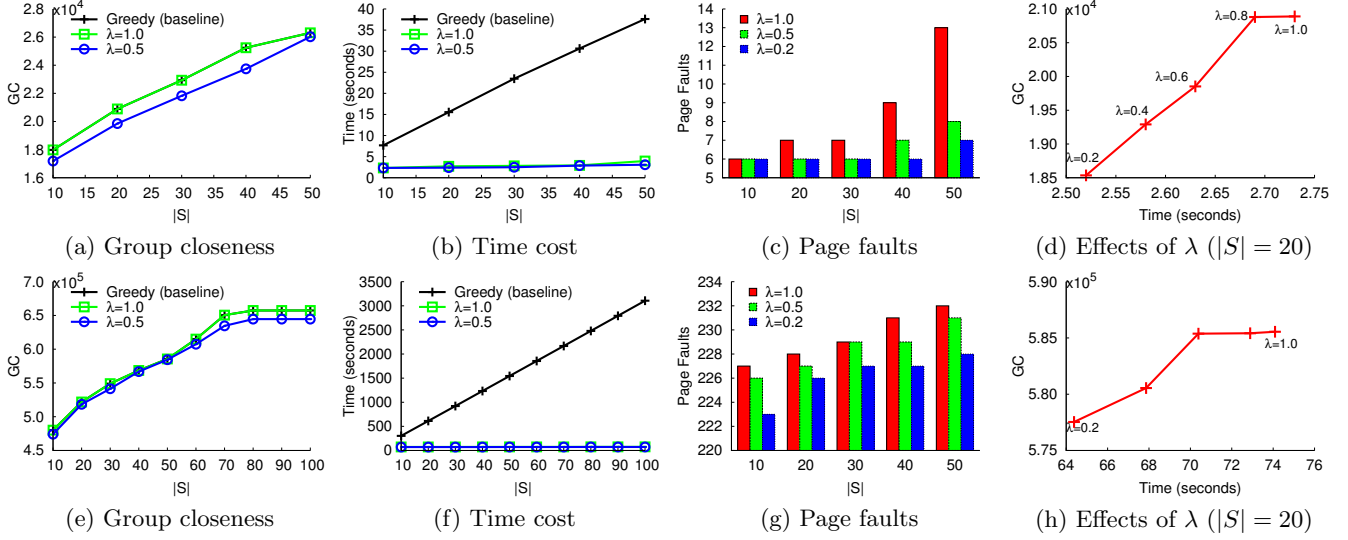 ×10⁴
GC
2.8
2.6
2.4
2.2
2.0
1.8
1.6
Greedy (baseline)
λ=1.0
λ=0.5
10 15 20 25 30 35 40 45 50
|S|
(a) Group closeness
Time (seconds)
40
35
30
25
20
15
10
5
0
Greedy (baseline)
λ=1.0
λ=0.5
10 15 20 25 30 35 40 45 50
|S|
(b) Time cost
Page Faults
14
13
12
11
10
9
8
7
6
5
λ=1.0
λ=0.5
λ=0.2
10 20 30 40 50
|S|
(c) Page faults
×10⁴
GC
2.10
2.05
2.00
1.95
1.90
1.85
λ=0.2
λ=0.4
λ=0.6
λ=0.8
λ=1.0
2.50 2.55 2.60 2.65 2.70 2.75
Time (seconds)
(d) Effects of λ (|S| = 20)
×10⁵
GC
7.0
6.5
6.0
5.5
5.0
4.5
Greedy (baseline)
λ=1.0
λ=0.5
10 20 30 40 50 60 70 80 90 100
|S|
(e) Group closeness
Time (seconds)
3500
3000
2500
2000
1500
1000
500
0
Greedy (baseline)
λ=1.0
λ=0.5
10 20 30 40 50 60 70 80 90 100
|S|
(f) Time cost
Page Faults
234
232
230
228
226
224
222
220
λ=1.0
λ=0.5
λ=0.2
10 20 30 40 50
|S|
(g) Page faults
×10⁵
GC
5.90
5.85
5.80
5.75
λ=0.2
λ=1.0
64 66 68 70 72 74 76
Time (seconds)
(h) Effects of λ (|S| = 20)